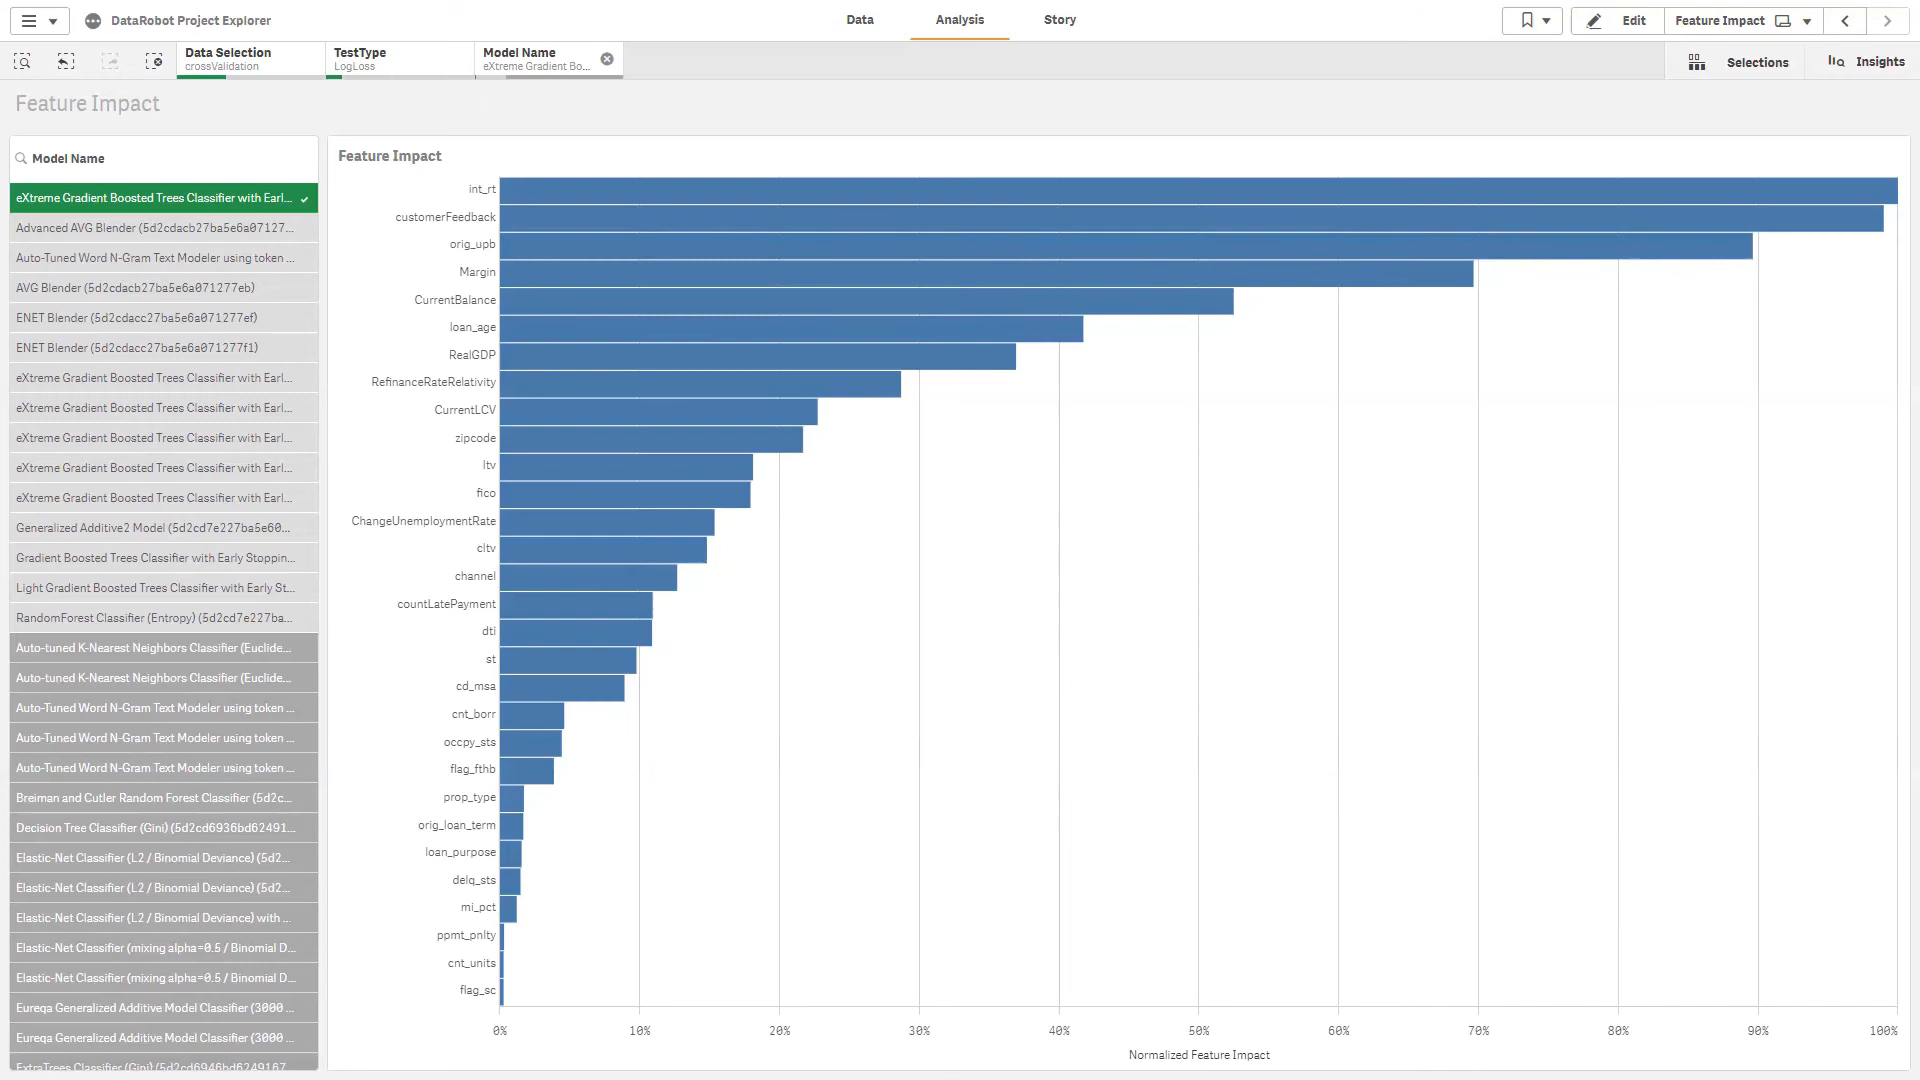 DataRobot Project Explorer
Data
Analysis
Story
Edit
Feature Impact
Data Selection
crossValidation
TestType
LogLoss
Model Name
eXtreme Gradient Bo...
Selections
Insights
Feature Impact
Model Name
eXtreme Gradient Boosted Trees Classifier with Earl...
Advanced AVG Blender (5d2cdacb27ba5e6a07127...
Auto-Tuned Word N-Gram Text Modeler using token ...
AVG Blender (5d2cdacb27ba5e6a071277eb)
ENET Blender (5d2cdacc27ba5e6a071277ef)
ENET Blender (5d2cdacc27ba5e6a071277f1)
eXtreme Gradient Boosted Trees Classifier with Earl...
eXtreme Gradient Boosted Trees Classifier with Earl...
eXtreme Gradient Boosted Trees Classifier with Earl...
eXtreme Gradient Boosted Trees Classifier with Earl...
eXtreme Gradient Boosted Trees Classifier with Earl...
Generalized Additive2 Model (5d2cd7e227ba5e60...
Gradient Boosted Trees Classifier with Early Stoppin...
Light Gradient Boosted Trees Classifier with Early St...
RandomForest Classifier (Entropy) (5d2cd7e227ba...
Auto-tuned K-Nearest Neighbors Classifier (Euclide...
Auto-tuned K-Nearest Neighbors Classifier (Euclide...
Auto-Tuned Word N-Gram Text Modeler using token ...
Auto-Tuned Word N-Gram Text Modeler using token ...
Auto-Tuned Word N-Gram Text Modeler using token ...
Breiman and Cutler Random Forest Classifier (5d2c...
Decision Tree Classifier (Gini) (5d2cd6936bd62491...
Elastic-Net Classifier (L2 / Binomial Deviance) (5d2...
Elastic-Net Classifier (L2 / Binomial Deviance) (5d2...
Elastic-Net Classifier (L2 / Binomial Deviance) with ...
Elastic-Net Classifier (mixing alpha=0.5 / Binomial D...
Elastic-Net Classifier (mixing alpha=0.5 / Binomial D...
Eureqa Generalized Additive Model Classifier (3000 ...
Eureqa Generalized Additive Model Classifier (3000 ...
ExtraTrees Classifier (Gini) (5d2cd6946bd6249167...
Feature Impact
int_rt
customerFeedback
orig_upb
Margin
CurrentBalance
loan_age
RealGDP
RefinanceRateRelativity
CurrentLCV
zipcode
ltv
fico
ChangeUnemploymentRate
cltv
channel
countLatePayment
dti
st
cd_msa
cnt_borr
occpy_sts
flag_fthb
prop_type
orig_loan_term
loan_purpose
delq_sts
mi_pct
ppmt_pnlty
cnt_units
flag_sc
0% 10% 20% 30% 40% 50% 60% 70% 80% 90% 100%
Normalized Feature Impact